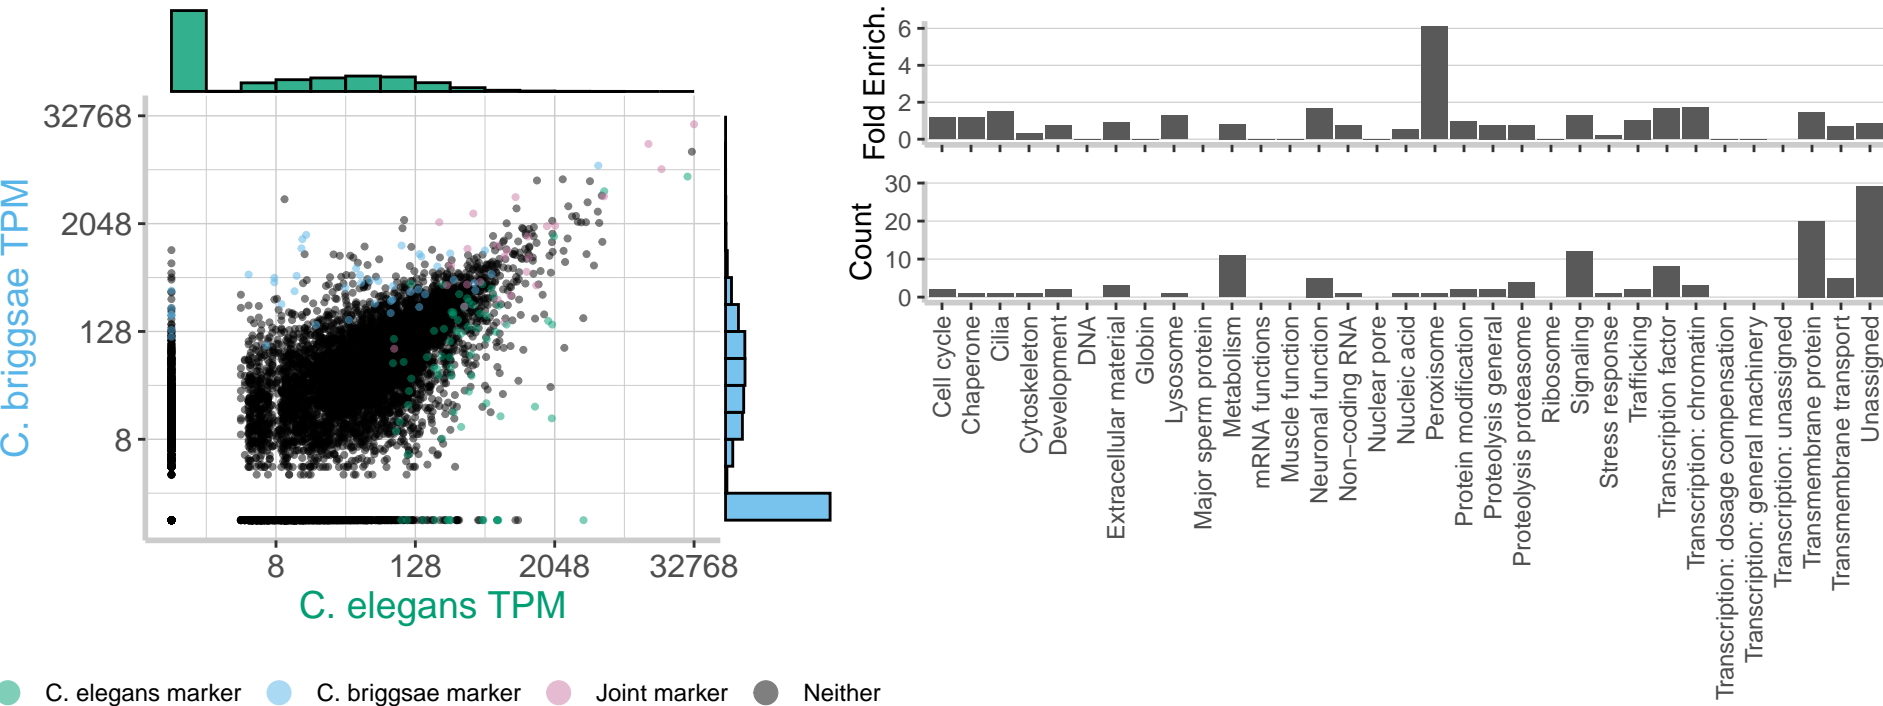 32768
2048
128
8
C. briggsae TPM
8
128
2048
32768
C. elegans TPM
C. elegans marker
C. briggsae marker
Joint marker
Neither
Fold Enrich.
6
4
2
0
Count
30
20
10
0
Cell cycle
Chaperone
Cilia
Cytoskeleton
Development
DNA
Extracellular material
Globin
Lysosome
Major sperm protein
Metabolism
mRNA functions
Muscle function
Neuronal function
Non−coding RNA
Nuclear pore
Nucleic acid
Peroxisome
Protein modification
Proteolysis general
Proteolysis proteasome
Ribosome
Signaling
Stress response
Trafficking
Transcription factor
Transcription: chromatin
Transcription: dosage compensation
Transcription: general machinery
Transcription: unassigned
Transmembrane protein
Transmembrane transport
Unassigned